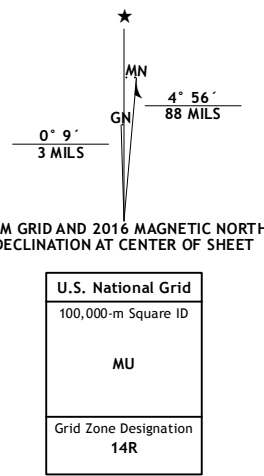 ★
MN
GN
4° 56´
88 MILS
0° 9´
3 MILS
M GRID AND 2016 MAGNETIC NORTH
DECLINATION AT CENTER OF SHEET
U.S. National Grid
100,000-m Square ID
MU
Grid Zone Designation
14R